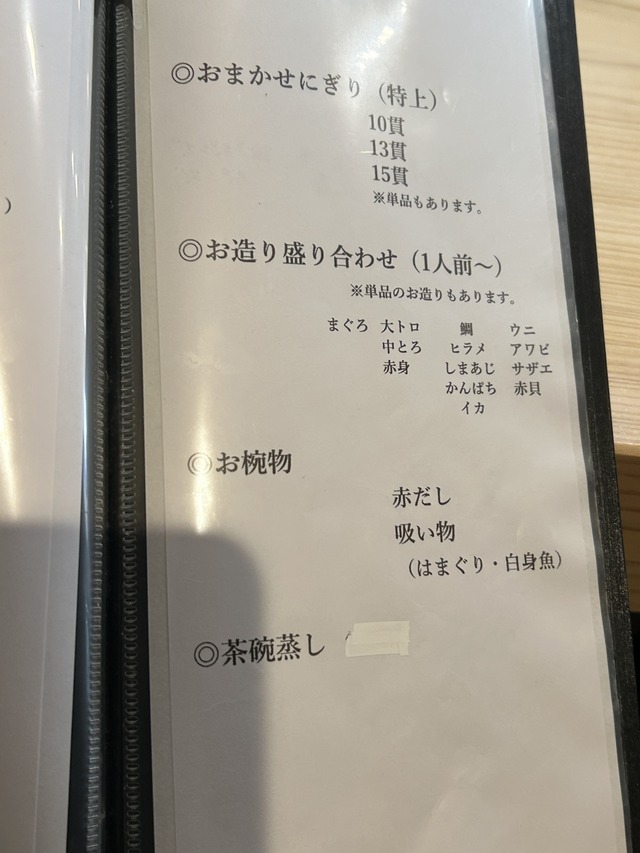 )
◎おまかせにぎり（特上）
10貫
13貫
15貫
※単品もあります。
◎お造り盛り合わせ（1人前～）
※単品のお造りもあります。
まぐろ 大トロ 鯛 ウニ
中とろ ヒラメ アワビ
赤身 しまあじ サザエ
かんぱち 赤貝
イカ
◎お椀物
赤だし
吸い物
（はまぐり・白身魚）
◎茶碗蒸し